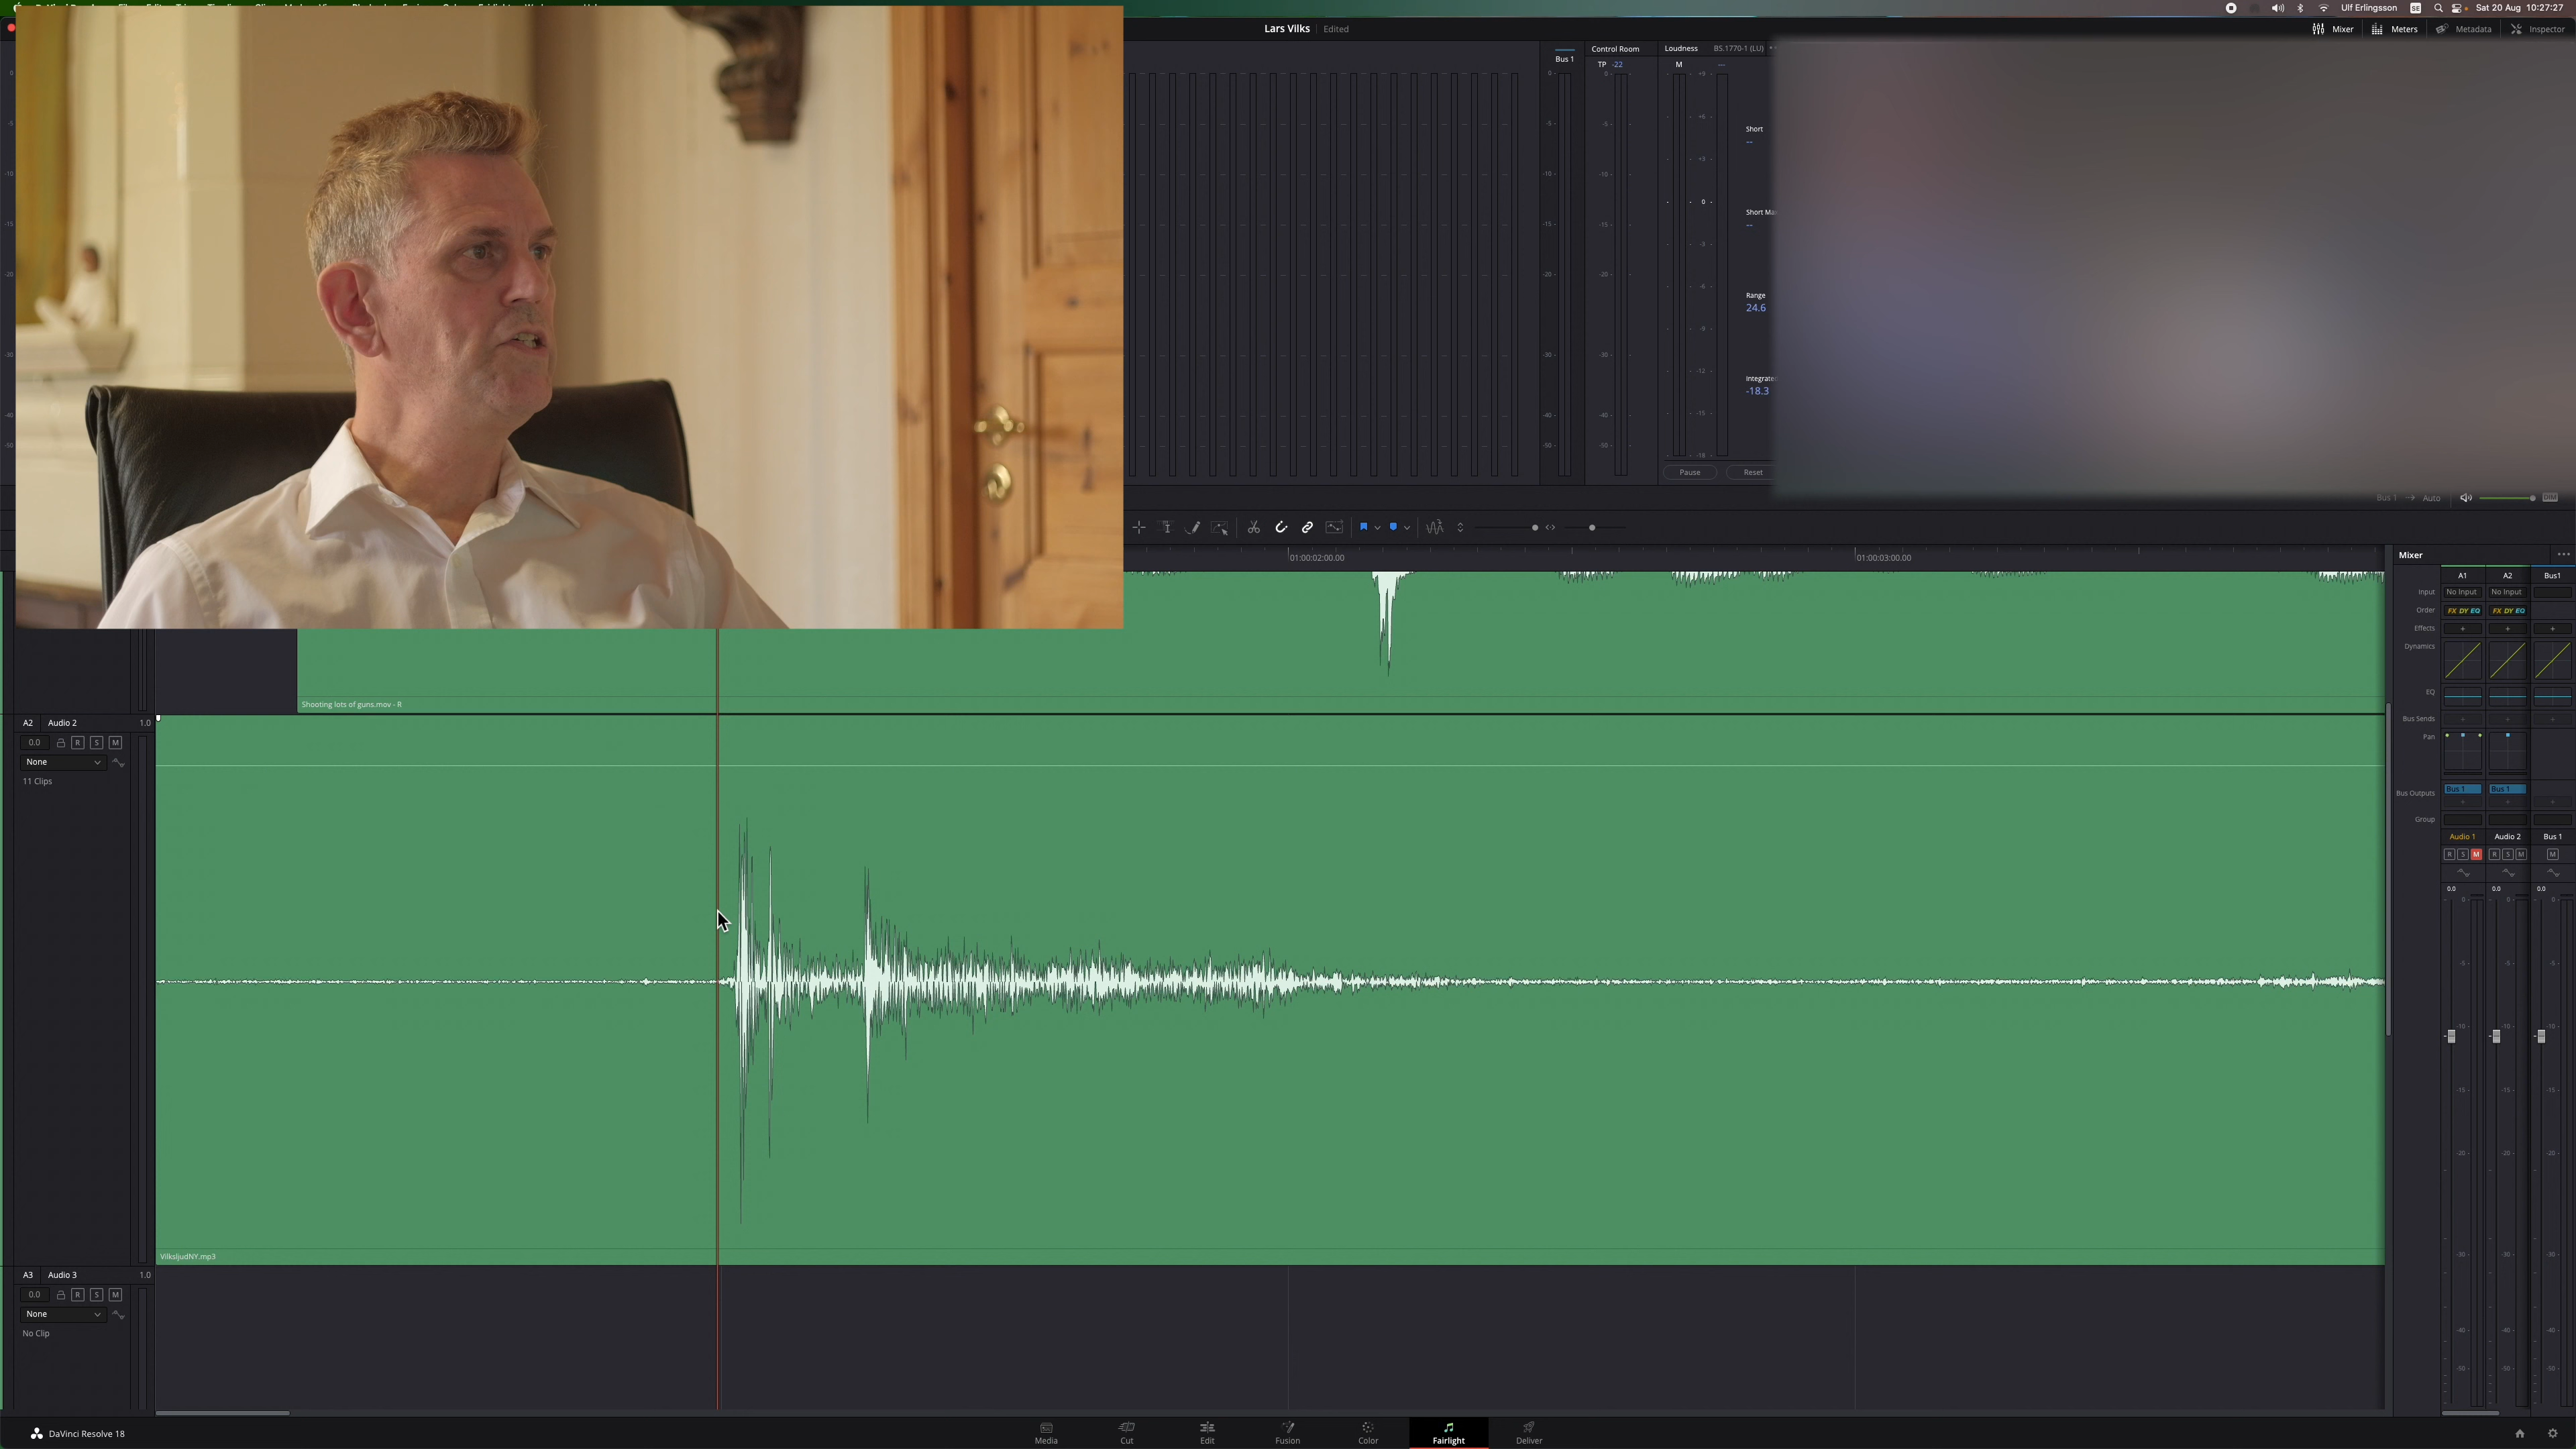 Ulf Erlingsson
SE
Sat 20 Aug 10:27:27
Lars Vilks
Edited
Mixer
Meters
Metadata
Inspector
Bus 1
Control Room
TP -22
Loudness
BS.1770-1 (LU)
M
Short
Short Ma
Range
24.6
Integrate
-18.3
Pause
Reset
Bus 1
Auto
DIM
01:00:02:00.00
01:00:03:00.00
Shooting lots of guns.mov - R
A2 Audio 2 1.0
0.0 R S M
None
11 Clips
VilksljudNY.mp3
A3 Audio 3 1.0
0.0 R S M
None
No Clip
Mixer
A1 A2 Bus1
Input No Input No Input
Order FX DY EQ FX DY EQ
Effects
Dynamics
EQ
Bus Sends
Pan
Bus Outputs Bus 1 Bus 1
Group
Audio 1 Audio 2 Bus 1
R S M R S M M
0.0 0.0 0.0
DaVinci Resolve 18
Media
Cut
Edit
Fusion
Color
Fairlight
Deliver